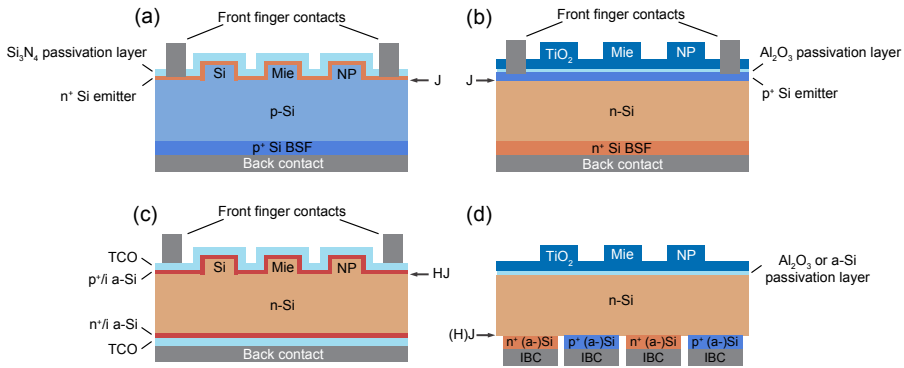 (a)
Front finger contacts
Si₃N₄ passivation layer
n⁺ Si emitter
Si
Mie
NP
J
p-Si
p⁺ Si BSF
Back contact
(b)
Front finger contacts
TiO₂
Mie
NP
Al₂O₃ passivation layer
p⁺ Si emitter
J
n-Si
n⁺ Si BSF
Back contact
(c)
Front finger contacts
TCO
p⁺/i a-Si
Si
Mie
NP
HJ
n-Si
n⁺/i a-Si
TCO
Back contact
(d)
TiO₂
Mie
NP
Al₂O₃ or a-Si
passivation layer
n-Si
(H)J
n⁺ (a-)Si
p⁺ (a-)Si
n⁺ (a-)Si
p⁺ (a-)Si
IBC
IBC
IBC
IBC